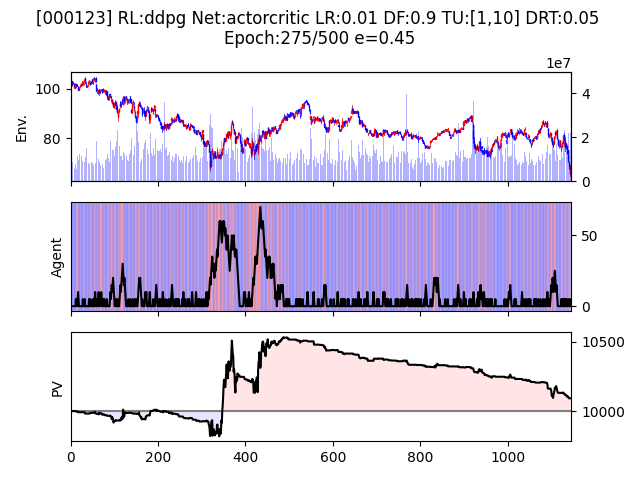 [000123] RL:ddpg Net:actorcritic LR:0.01 DF:0.9 TU:[1,10] DRT:0.05
Epoch:275/500 e=0.45
1e7
100
80
Env.
4
2
0
Agent
50
0
PV
10500
10000
0
200
400
600
800
1000